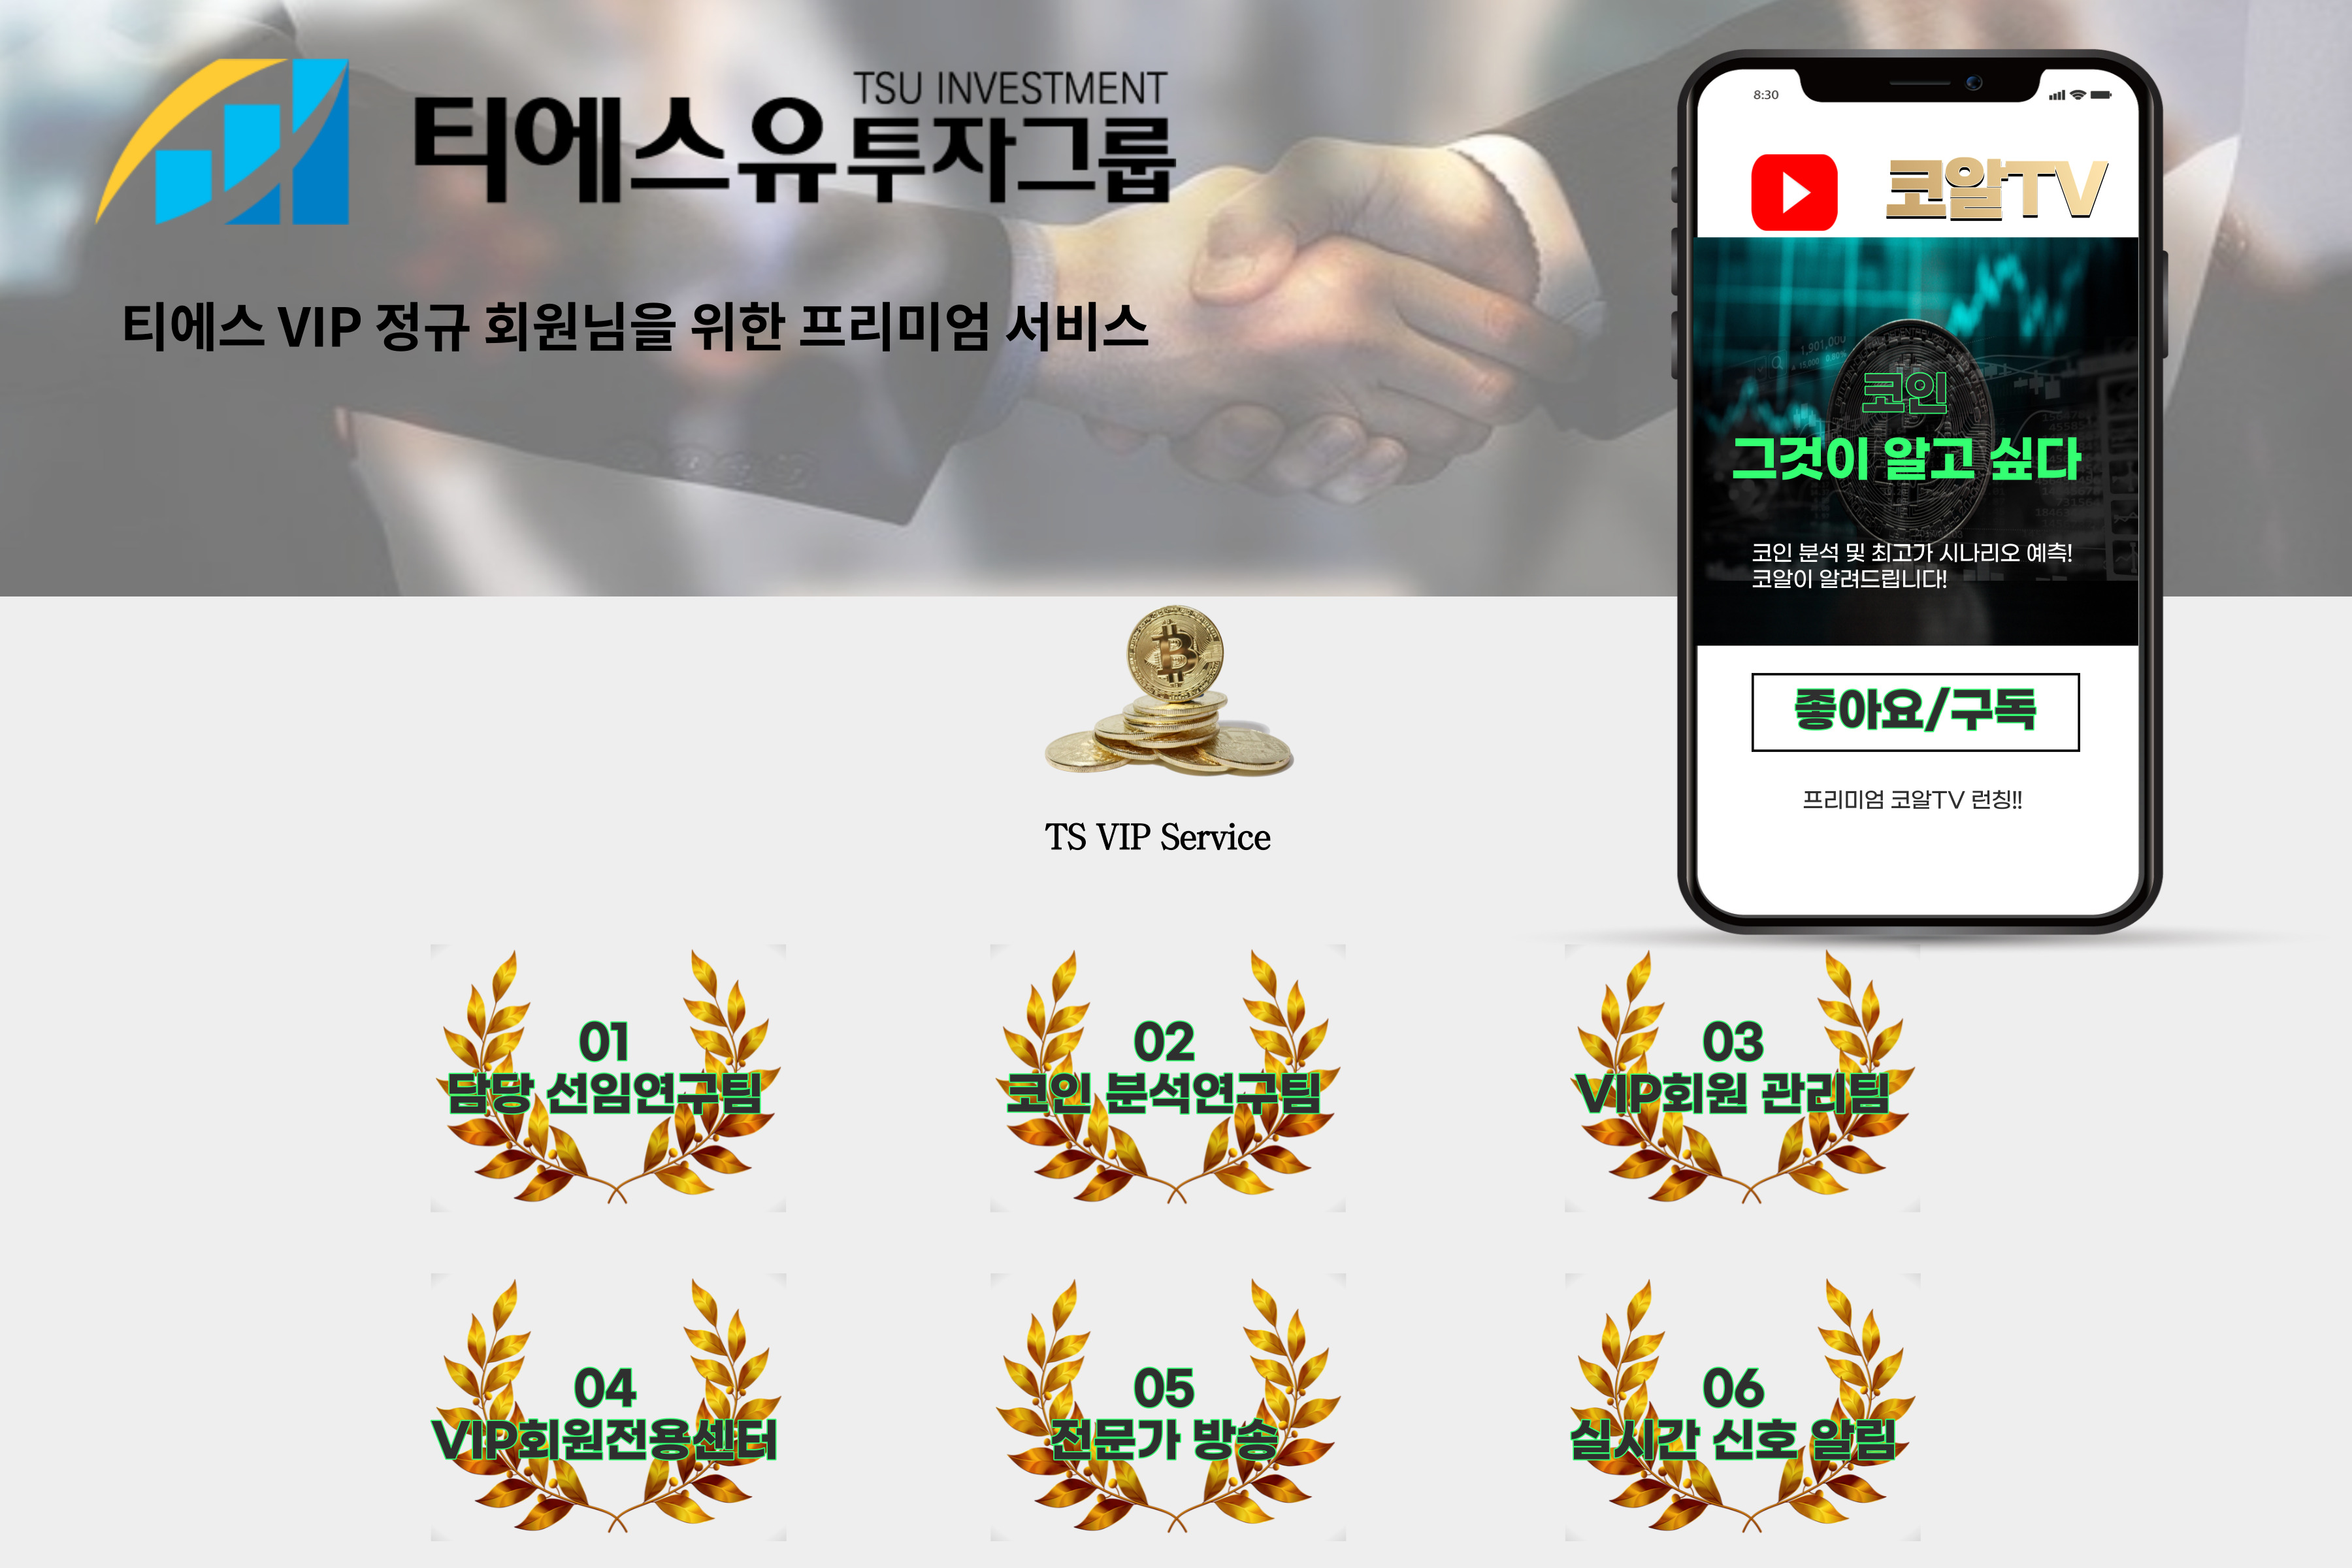 TSU INVESTMENT
티에스유 투자그룹
티에스 VIP 정규 회원님을 위한 프리미엄 서비스
8:30
코알TV
코인
그것이 알고 싶다
코인 분석 및 최고가 시나리오 예측!
코알이 알려드립니다!
좋아요/구독
프리미엄 코알TV 런칭!!
TS VIP Service
01
담당 선임연구팀
02
코인 분석연구팀
03
VIP회원 관리팀
04
VIP회원전용센터
05
전문가 방송
06
실시간 신호 알림